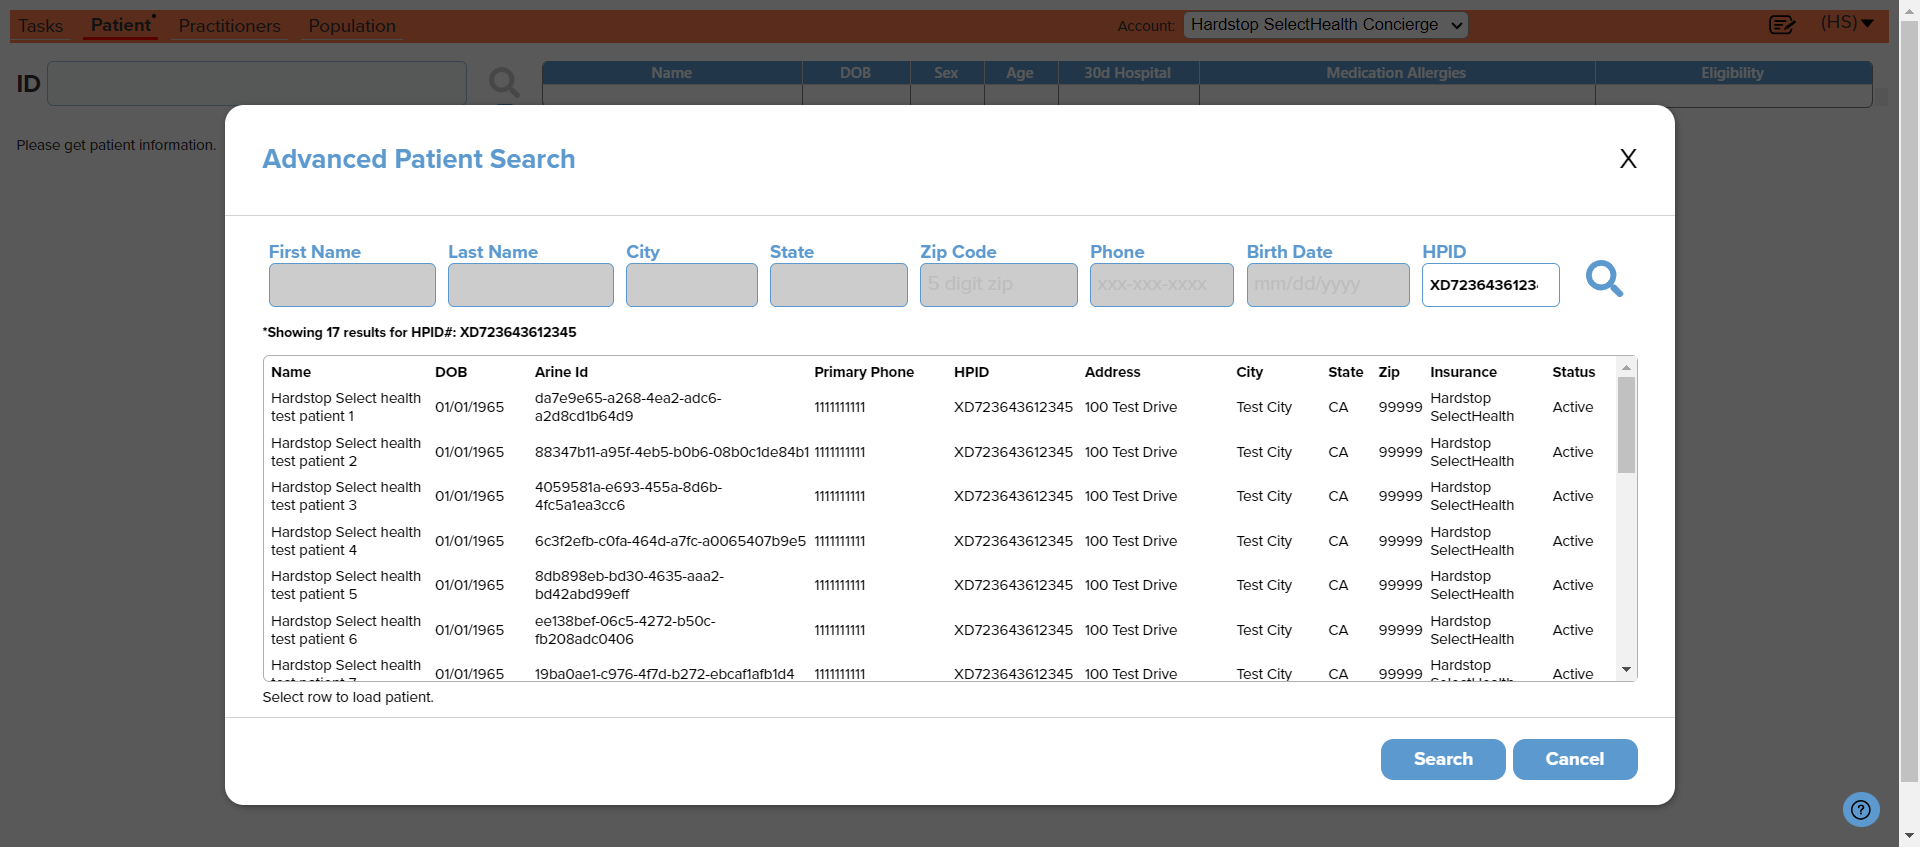 Tasks Patient Practitioners Population Account: Hardstop SelectHealth Concierge (HS)
ID Name DOB Sex Age 30d Hospital Medication Allergies Eligibility
Please get patient information.
Advanced Patient Search X
First Name Last Name City State Zip Code Phone Birth Date HPID
5 digit zip xxx-xxx-xxxx mm/dd/yyyy XD7236436123
*Showing 17 results for HPID#: XD723643612345
Name DOB Arine Id Primary Phone HPID Address City State Zip Insurance Status
Hardstop Select health da7e9e65-a268-4ea2-adc6- Hardstop
01/01/1965 1111111111 XD723643612345 100 Test Drive Test City CA 99999 Active
test patient 1 a2d8cd1b64d9 SelectHealth
Hardstop Select health Hardstop
01/01/1965 88347b11-a95f-4eb5-b0b6-08b0c1de84b1 1111111111 XD723643612345 100 Test Drive Test City CA 99999 Active
test patient 2 SelectHealth
Hardstop Select health 4059581a-e693-455a-8d6b- Hardstop
01/01/1965 1111111111 XD723643612345 100 Test Drive Test City CA 99999 Active
test patient 3 4fc5a1ea3cc6 SelectHealth
Hardstop Select health Hardstop
01/01/1965 6c3f2efb-c0fa-464d-a7fc-a0065407b9e5 1111111111 XD723643612345 100 Test Drive Test City CA 99999 Active
test patient 4 SelectHealth
Hardstop Select health 8db898eb-bd30-4635-aaa2- Hardstop
01/01/1965 1111111111 XD723643612345 100 Test Drive Test City CA 99999 Active
test patient 5 bd42abd99eff SelectHealth
Hardstop Select health ee138bef-06c5-4272-b50c- Hardstop
01/01/1965 1111111111 XD723643612345 100 Test Drive Test City CA 99999 Active
test patient 6 fb208adc0406 SelectHealth
Hardstop Select health Hardstop
01/01/1965 19ba0ae1-c976-4f7d-b272-ebcaf1afb1d4 1111111111 XD723643612345 100 Test Drive Test City CA 99999 Active
test patient 7 SelectHealth
Select row to load patient.
Search Cancel